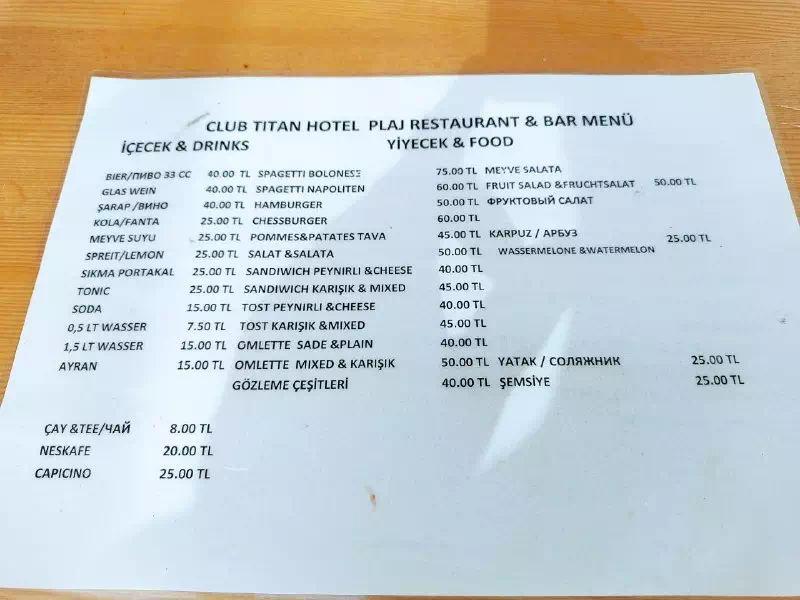 CLUB TITAN HOTEL PLAJ RESTAURANT & BAR MENÜ
İÇECEK & DRINKS YİYECEK & FOOD
BIER/ПИВО 33 CC 40.00 TL SPAGETTI BOLONESE 75.00 TL MEYVE SALATA
GLAS WEIN 40.00 TL SPAGETTI NAPOLITEN 60.00 TL FRUIT SALAD &FRUCHTSALAT 50.00 TL
ŞARAP /ВИНО 40.00 TL HAMBURGER 50.00 TL ФРУКТОВЫЙ САЛАТ
KOLA/FANTA 25.00 TL CHESSBURGER 60.00 TL
MEYVE SUYU 25.00 TL POMMES&PATATES TAVA 45.00 TL KARPUZ / АРБУЗ 25.00 TL
SPREIT/LEMON 25.00 TL SALAT &SALATA 50.00 TL WASSERMELONE &WATERMELON
SIKMA PORTAKAL 25.00 TL SANDIWICH PEYNIRLI &CHEESE 40.00 TL
TONIC 25.00 TL SANDWICH KARIŞIK & MIXED 45.00 TL
SODA 15.00 TL TOST PEYNIRLI &CHEESE 40.00 TL
0,5 LT WASSER 7.50 TL TOST KARIŞIK &MIXED 45.00 TL
1,5 LT WASSER 15.00 TL OMLETTE SADE &PLAIN 40.00 TL
AYRAN 15.00 TL OMLETTE MIXED & KARIŞIK 50.00 TL YATAK / СОЛЯЖНИК 25.00 TL
GÖZLEME ÇEŞİTLERİ 40.00 TL ŞEMSİYE 25.00 TL
ÇAY &TEE/ЧАЙ 8.00 TL
NESKAFE 20.00 TL
CAPICINO 25.00 TL